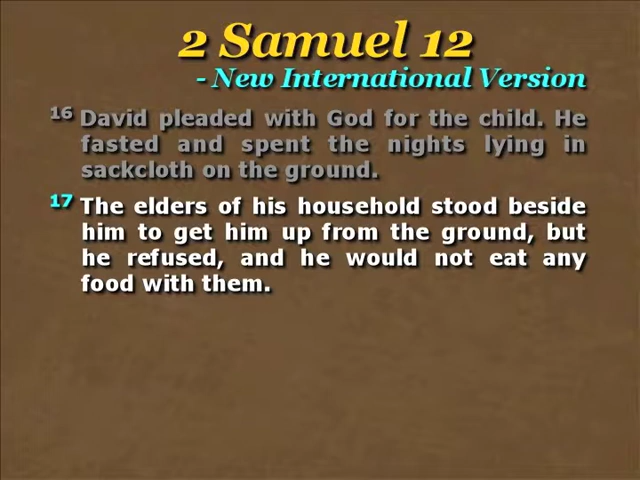 2 Samuel 12
- New International Version
16 David pleaded with God for the child. He
fasted and spent the nights lying in
sackcloth on the ground.
17 The elders of his household stood beside
him to get him up from the ground, but
he refused, and he would not eat any
food with them.